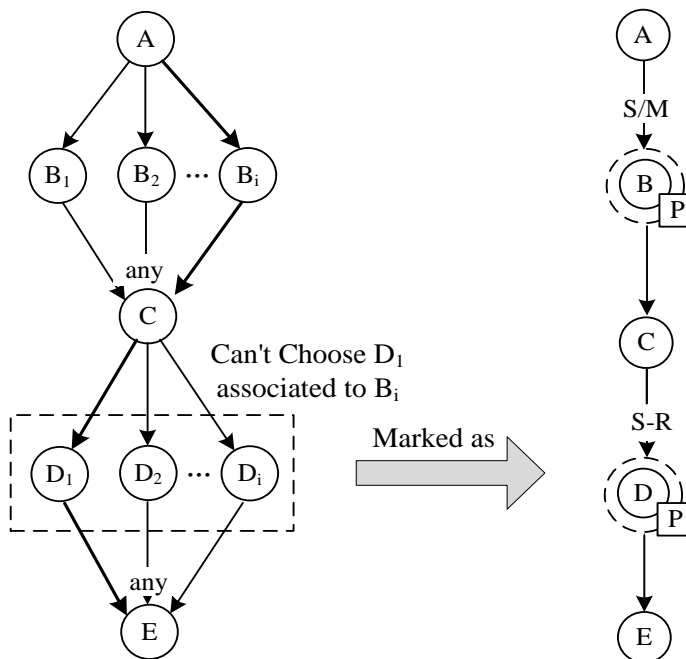 A
B₁
B₂
...
Bᵢ
any
C
Can't Choose D₁
associated to Bᵢ
D₁
D₂
...
Dᵢ
any
E
Marked as
A
S/M
B
P
C
S-R
D
P
E